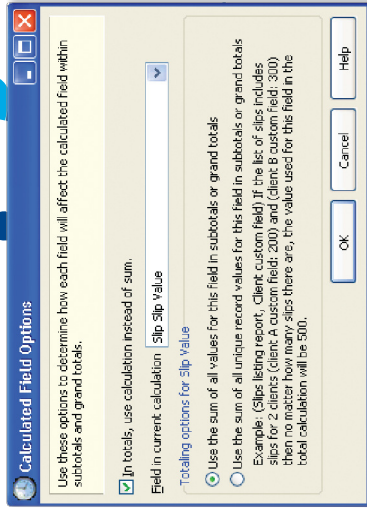 Calculated Field Options
Use these options to determine how each field will affect the calculated field within
subtotals and grand totals.
In totals, use calculation instead of sum.
Field in current calculation
Slip Slip Value
Totaling options for Slip Value
Use the sum of all values for this field in subtotals or grand totals
Use the sum of all unique record values for this field in subtotals or grand totals
Example: (Slips listing report, Client custom field) If the list of slips includes
slips for 2 clients (client A custom field: 200) and (client B custom field: 300)
then no matter how many slips there are, the value used for this field in the
total calculation will be 500.
OK
Cancel
Help